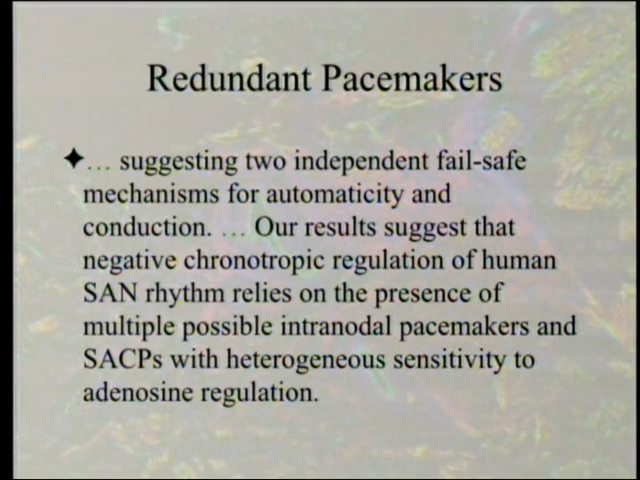 Redundant Pacemakers
✦… suggesting two independent fail-safe
mechanisms for automaticity and
conduction. … Our results suggest that
negative chronotropic regulation of human
SAN rhythm relies on the presence of
multiple possible intranodal pacemakers and
SACPs with heterogeneous sensitivity to
adenosine regulation.